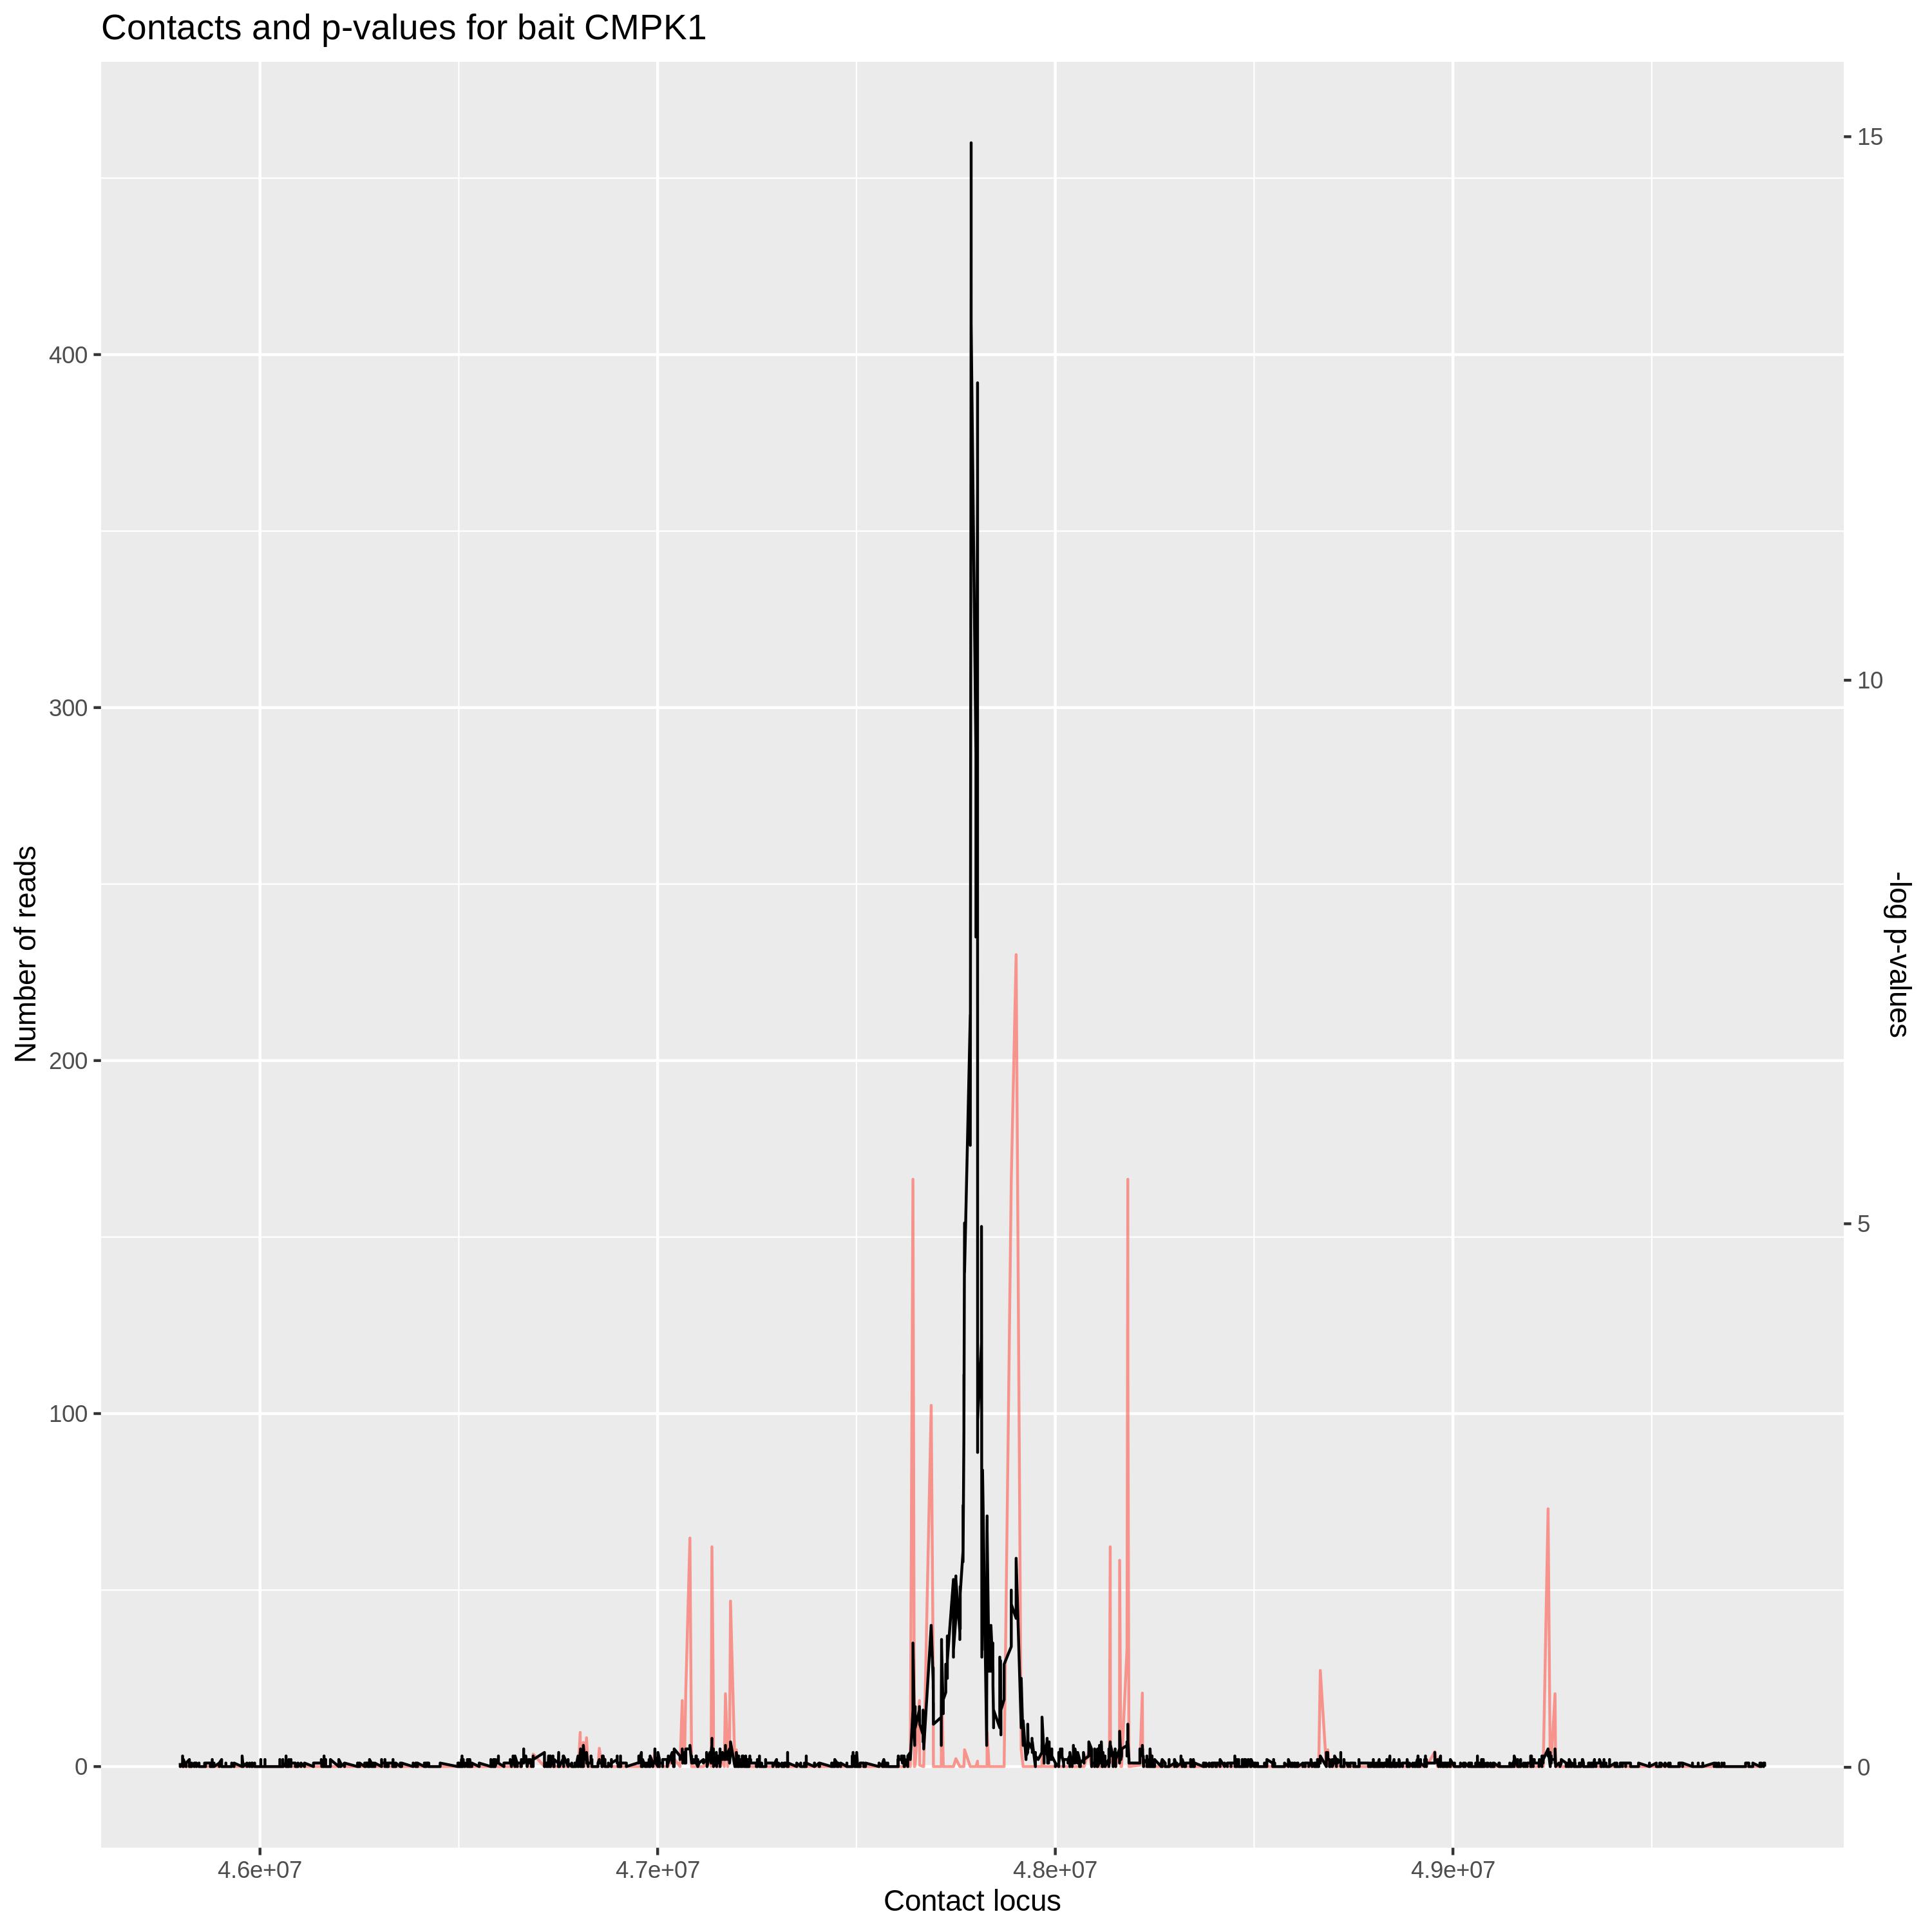 Contacts and p-values for bait CMPK1
15
400
300
10
Number of reads
-log p-values
200
5
100
0
0
4.6e+07
4.7e+07
4.8e+07
4.9e+07
Contact locus